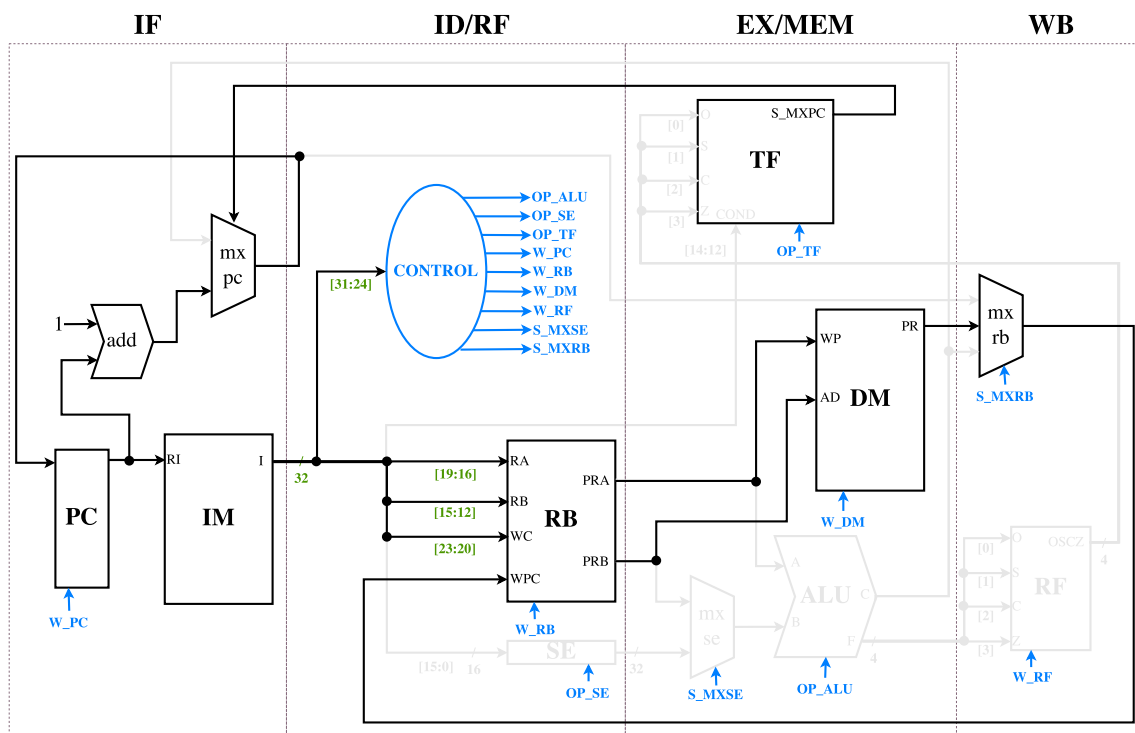 IF
ID/RF
EX/MEM
WB
S_MXPC
O
[0]
S
[1]
TF
C
[2]
Z
[3]
COND
[14:12]
OP_TF
OP_ALU
OP_SE
OP_TF
W_PC
W_RB
W_DM
W_RF
S_MXSE
S_MXRB
CONTROL
[31:24]
mx
pc
1
add
mx
rb
S_MXRB
PR
WP
DM
AD
W_DM
RI
I
32
PC
IM
W_PC
RA
[19:16]
RB
[15:12]
WC
[23:20]
WPC
RB
PRA
PRB
W_RB
SE
[15:0]
16
32
OP_SE
mx
se
S_MXSE
A
B
ALU
C
F
4
OP_ALU
[0]
O
OSCZ
4
[1]
S
RF
[2]
C
[3]
Z
W_RF